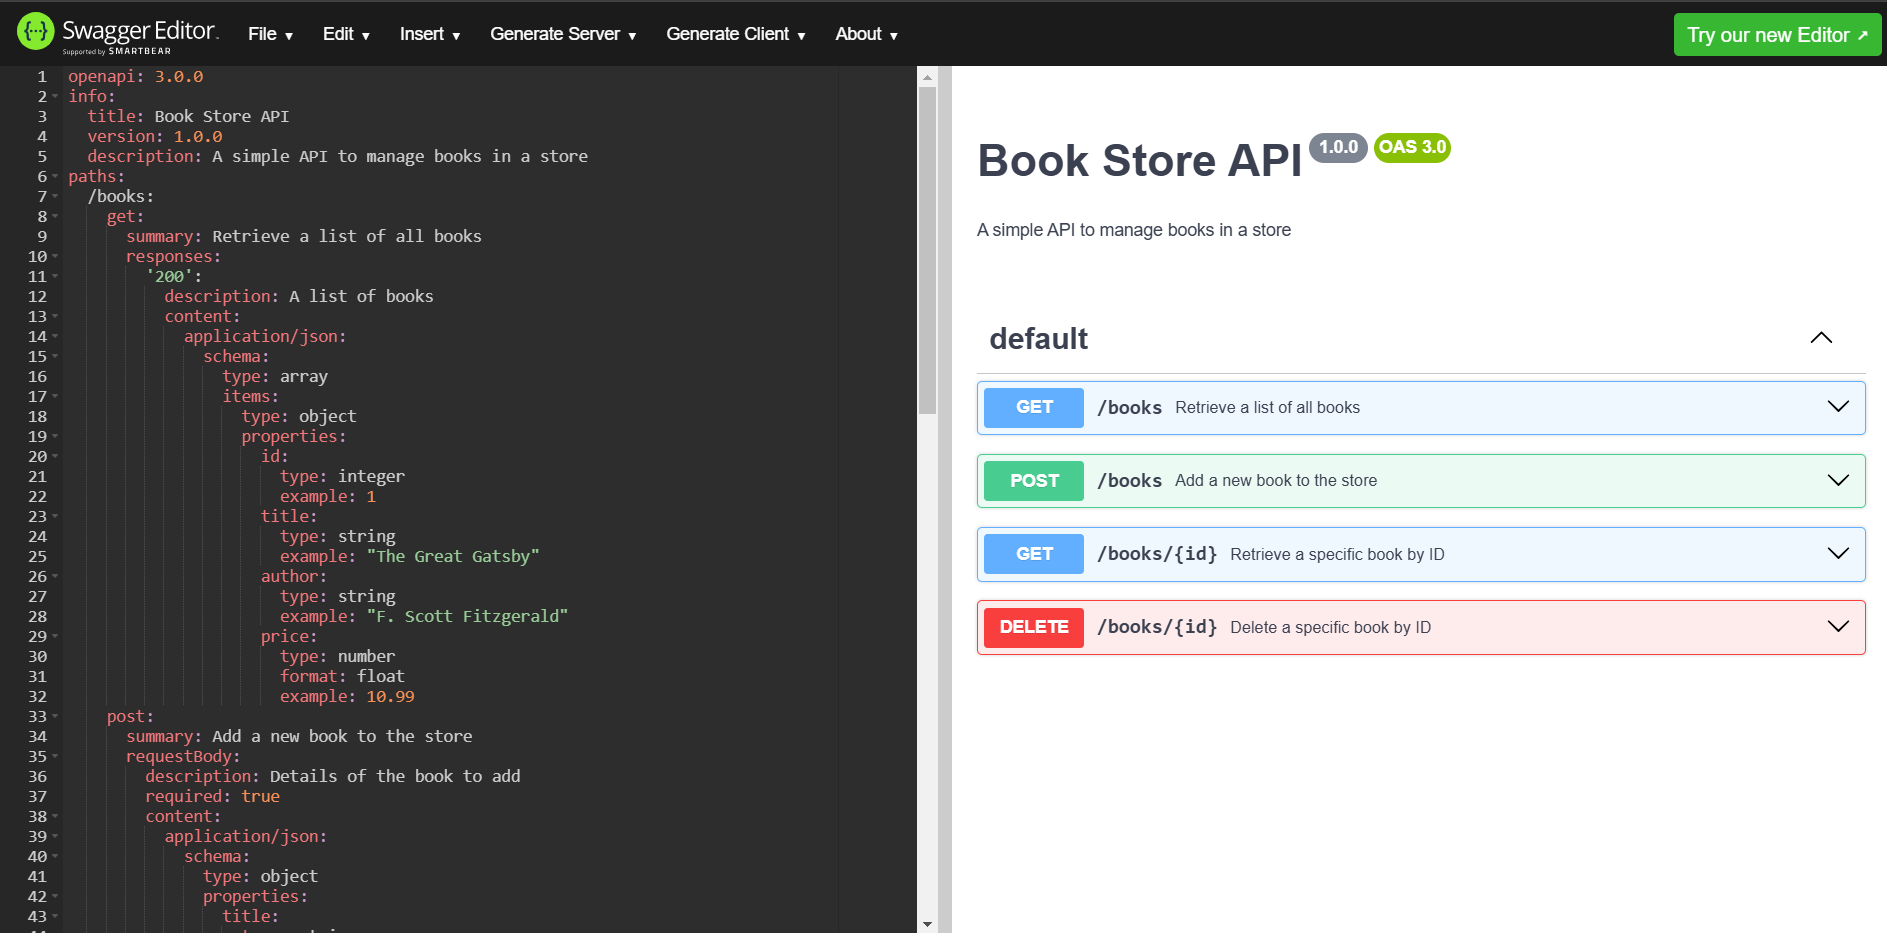 Swagger Editor.
Supported by SMARTBEAR
File ▼ Edit ▼ Insert ▼ Generate Server ▼ Generate Client ▼ About ▼
Try our new Editor ↗
1 openapi: 3.0.0
2 info:
3 title: Book Store API
4 version: 1.0.0
5 description: A simple API to manage books in a store
6 paths:
7 /books:
8 get:
9 summary: Retrieve a list of all books
10 responses:
11 '200':
12 description: A list of books
13 content:
14 application/json:
15 schema:
16 type: array
17 items:
18 type: object
19 properties:
20 id:
21 type: integer
22 example: 1
23 title:
24 type: string
25 example: "The Great Gatsby"
26 author:
27 type: string
28 example: "F. Scott Fitzgerald"
29 price:
30 type: number
31 format: float
32 example: 10.99
33 post:
34 summary: Add a new book to the store
35 requestBody:
36 description: Details of the book to add
37 required: true
38 content:
39 application/json:
40 schema:
41 type: object
42 properties:
43 title:
Book Store API 1.0.0 OAS 3.0
A simple API to manage books in a store
default
GET /books Retrieve a list of all books
POST /books Add a new book to the store
GET /books/{id} Retrieve a specific book by ID
DELETE /books/{id} Delete a specific book by ID